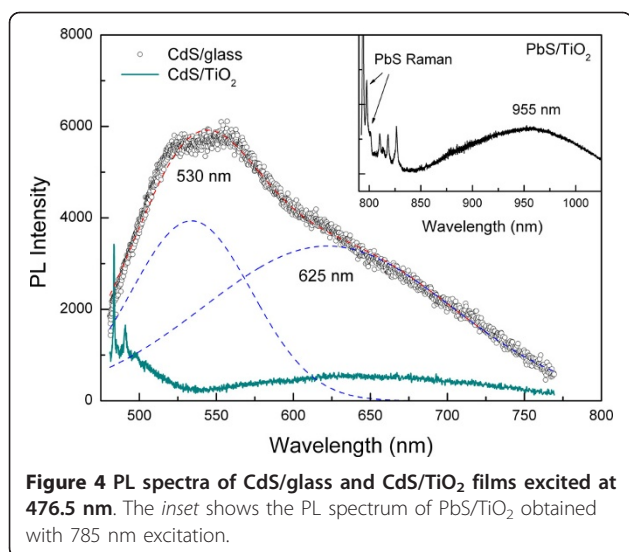 8000
6000
4000
2000
0
PL Intensity
CdS/glass
CdS/TiO₂
530 nm
625 nm
PbS/TiO₂
PbS Raman
955 nm
800 850 900 950 1000
Wavelength (nm)
500 550 600 650 700 750 800
Wavelength (nm)
Figure 4 PL spectra of CdS/glass and CdS/TiO₂ films excited at
476.5 nm. The inset shows the PL spectrum of PbS/TiO₂ obtained
with 785 nm excitation.